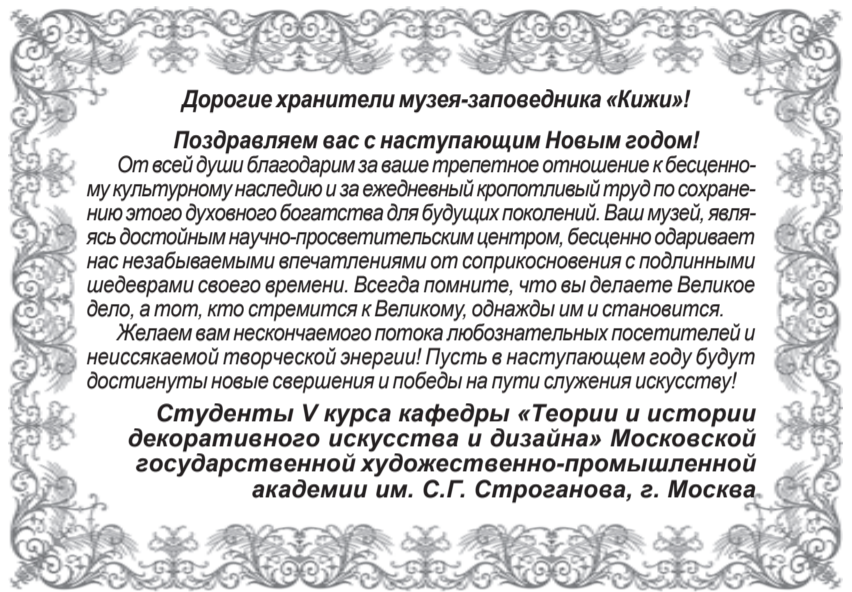 Дорогие хранители музея-заповедника «Кижи»!
Поздравляем вас с наступающим Новым годом!
От всей души благодарим за ваше трепетное отношение к бесценно-
му культурному наследию и за ежедневный кропотливый труд по сохране-
нию этого духовного богатства для будущих поколений. Ваш музей, явля-
ясь достойным научно-просветительским центром, бесценно одаривает
нас незабываемыми впечатлениями от соприкосновения с подлинными
шедеврами своего времени. Всегда помните, что вы делаете Великое
дело, а тот, кто стремится к Великому, однажды им и становится.
Желаем вам нескончаемого потока любознательных посетителей и
неиссякаемой творческой энергии! Пусть в наступающем году будут
достигнуты новые свершения и победы на пути служения искусству!
Студенты V курса кафедры «Теории и истории
декоративного искусства и дизайна» Московской
государственной художественно-промышленной
академии им. С.Г. Строганова, г. Москва